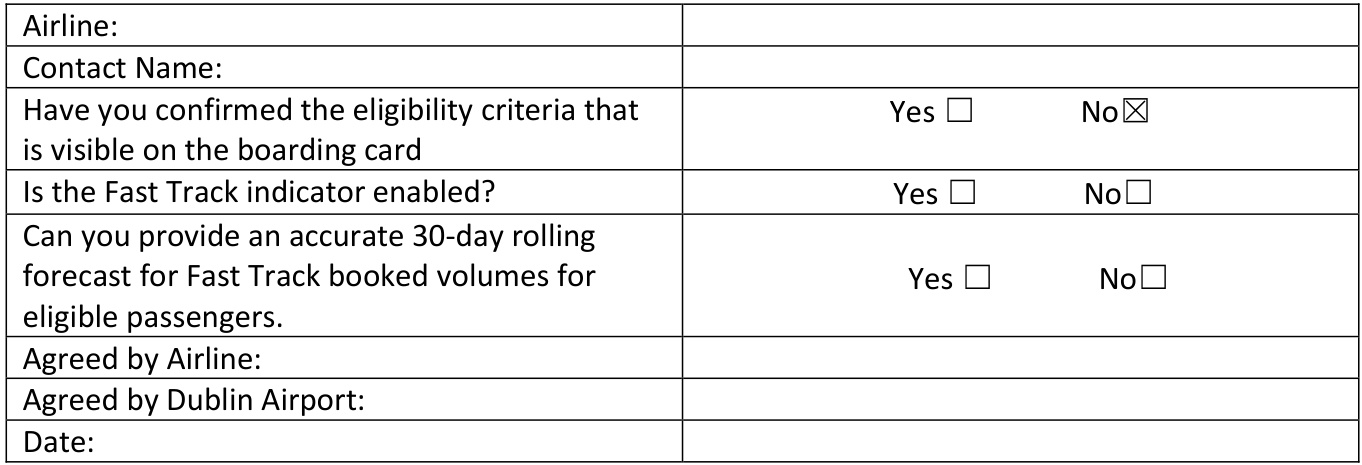 Airline:
Contact Name:
Have you confirmed the eligibility criteria that
is visible on the boarding card
Yes ☐ No☒
Is the Fast Track indicator enabled?
Yes ☐ No☐
Can you provide an accurate 30-day rolling
forecast for Fast Track booked volumes for
eligible passengers.
Yes ☐ No☐
Agreed by Airline:
Agreed by Dublin Airport:
Date: